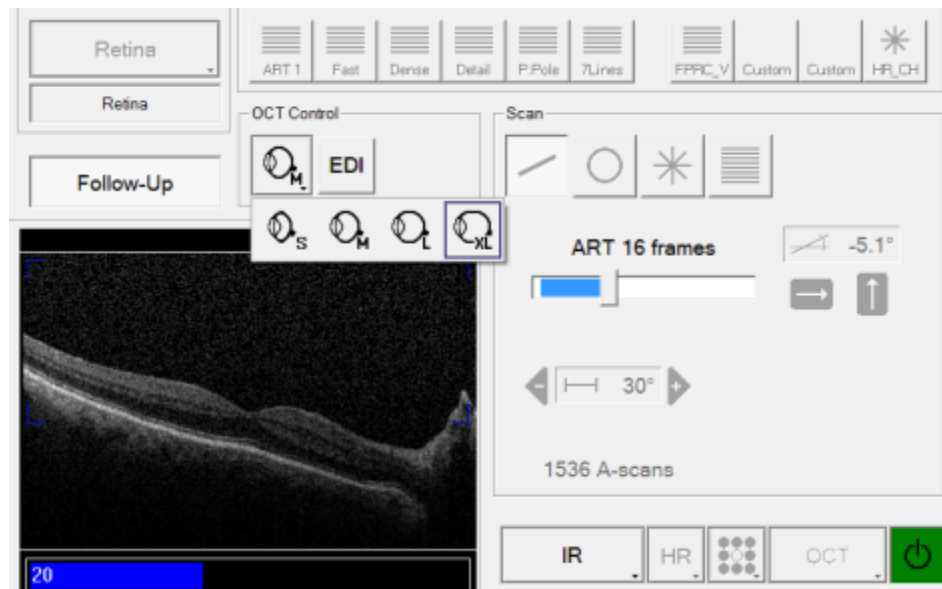 Retina
ART 1 Fast Dense Detail P.Pole 7Lines FPRC_V Custom Custom HR_CH
Retina
OCT Control
Scan
M
EDI
Follow-Up
S M L XL
ART 16 frames
-5.1°
- 30° +
1536 A-scans
20
IR HR OCT